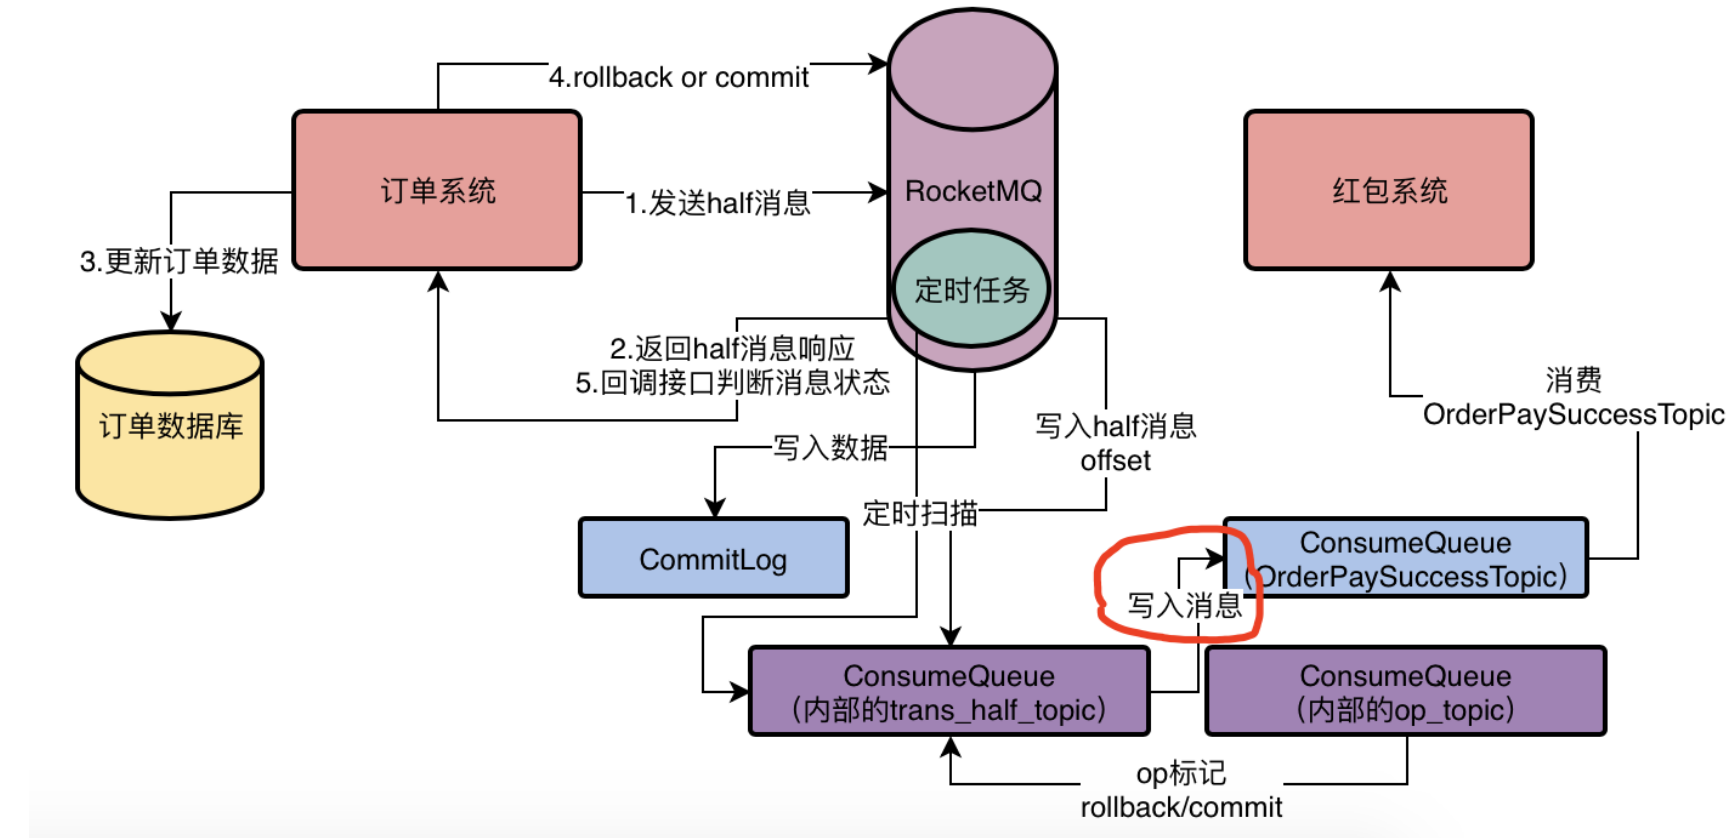 4.rollback or commit
订单系统
1.发送half消息
RocketMQ
红包系统
3.更新订单数据
定时任务
2.返回half消息响应
5.回调接口判断消息状态
订单数据库
写入数据
写入half消息
offset
消费
OrderPaySuccessTopic
定时扫描
CommitLog
ConsumeQueue
（OrderPaySuccessTopic）
写入消息
ConsumeQueue
（内部的trans_half_topic）
ConsumeQueue
（内部的op_topic）
op标记
rollback/commit